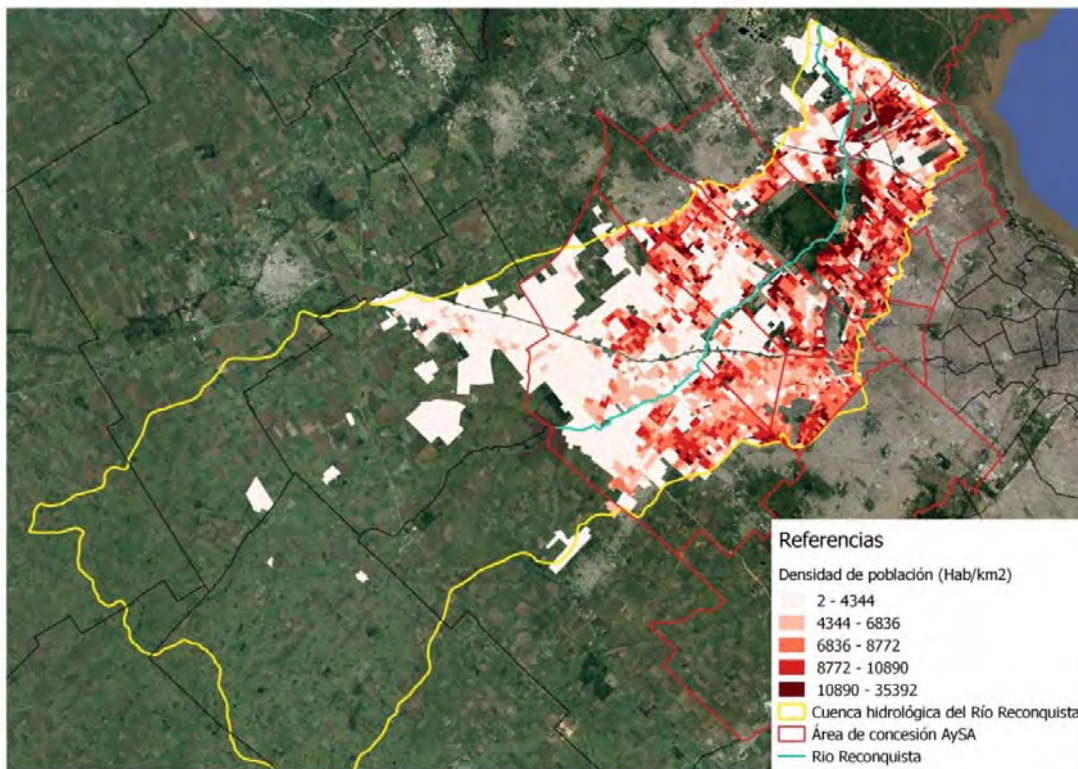 Referencias
Densidad de población (Hab/km2)
2 - 4344
4344 - 6836
6836 - 8772
8772 - 10890
10890 - 35392
Cuenca hidrológica del Río Reconquista
Área de concesión AySA
Río Reconquista